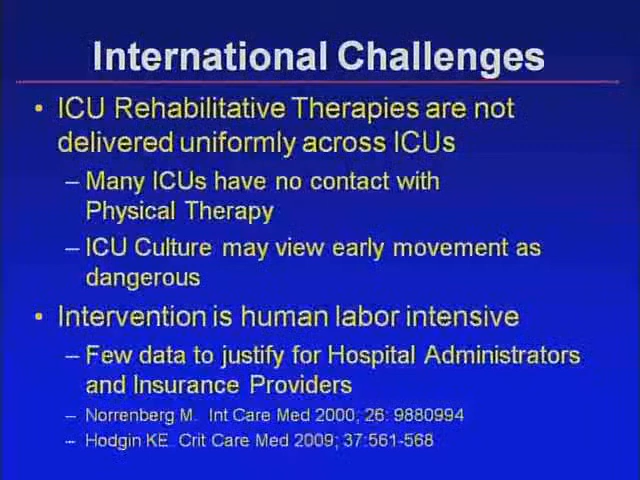 International Challenges
• ICU Rehabilitative Therapies are not
delivered uniformly across ICUs
– Many ICUs have no contact with
Physical Therapy
– ICU Culture may view early movement as
dangerous
• Intervention is human labor intensive
– Few data to justify for Hospital Administrators
and Insurance Providers
– Norrenberg M. Int Care Med 2000; 26: 9880994
– Hodgin KE. Crit Care Med 2009; 37:561-568